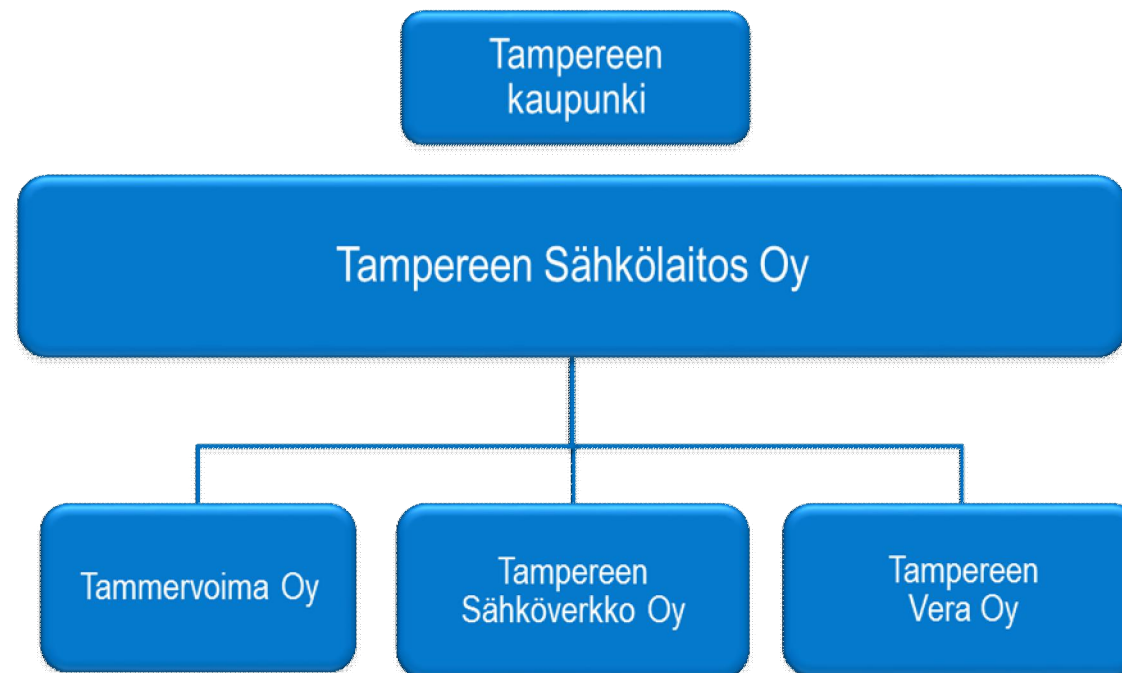 Tampereen
kaupunki
Tampereen Sähkölaitos Oy
Tammervoima Oy
Tampereen
Sähköverkko Oy
Tampereen
Vera Oy